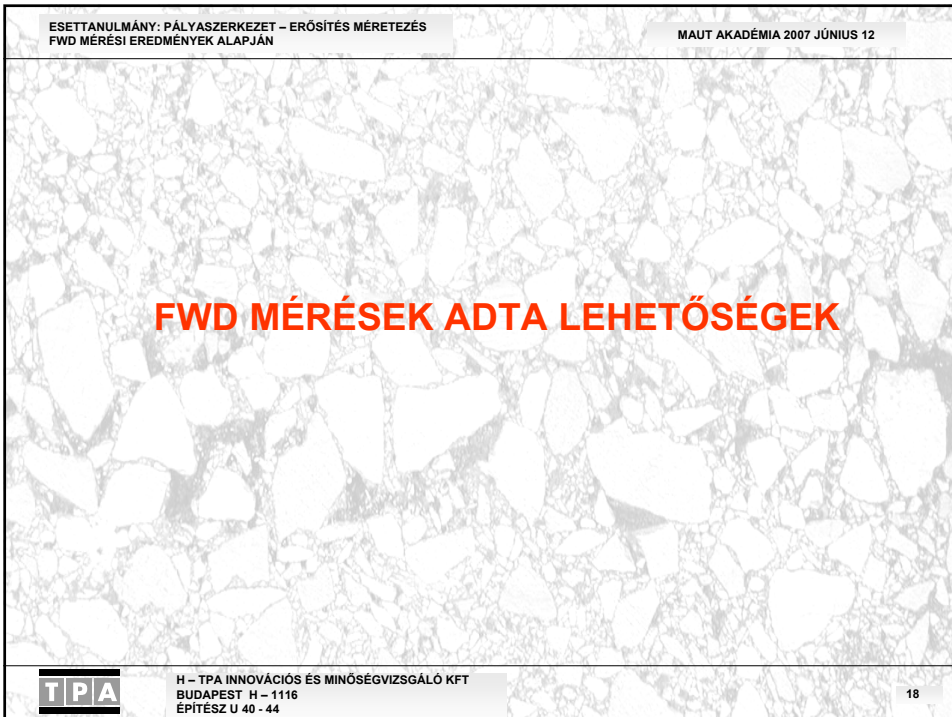 ESETTANULMÁNY: PÁLYASZERKEZET – ERŐSÍTÉS MÉRETEZÉS
FWD MÉRÉSI EREDMÉNYEK ALAPJÁN
MAUT AKADÉMIA 2007 JÚNIUS 12
FWD MÉRÉSEK ADTA LEHETŐSÉGEK
TPA
H – TPA INNOVÁCIÓS ÉS MINŐSÉGVIZSGÁLÓ KFT
BUDAPEST H – 1116
ÉPÍTÉSZ U 40 - 44
18